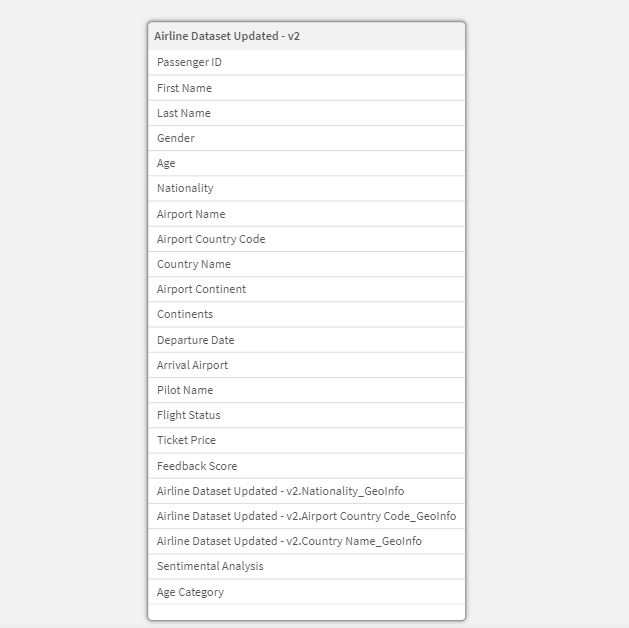 Airline Dataset Updated - v2
Passenger ID
First Name
Last Name
Gender
Age
Nationality
Airport Name
Airport Country Code
Country Name
Airport Continent
Continents
Departure Date
Arrival Airport
Pilot Name
Flight Status
Ticket Price
Feedback Score
Airline Dataset Updated - v2.Nationality_GeoInfo
Airline Dataset Updated - v2.Airport Country Code_GeoInfo
Airline Dataset Updated - v2.Country Name_GeoInfo
Sentimental Analysis
Age Category